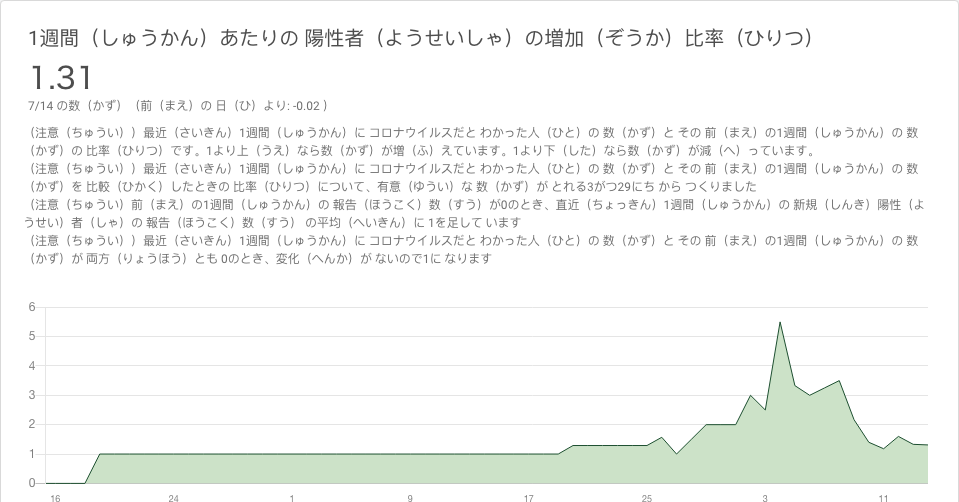 1週間（しゅうかん）あたりの 陽性者（ようせいしゃ）の増加（ぞうか）比率（ひりつ）
1.31
7/14 の数（かず）（前（まえ）の 日（ひ）より: -0.02 ）
（注意（ちゅうい））最近（さいきん）1週間（しゅうかん）に コロナウイルスだと わかった人（ひと）の 数（かず）と その 前（まえ）の1週間（しゅうかん）の 数
（かず）の 比率（ひりつ）です。1より上（うえ）なら数（かず）が増（ふ）えています。1より下（した）なら数（かず）が減（へ）っています。
（注意（ちゅうい））最近（さいきん）1週間（しゅうかん）に コロナウイルスだと わかった人（ひと）の 数（かず）と その 前（まえ）の1週間（しゅうかん）の 数
（かず）を 比較（ひかく）したときの 比率（ひりつ）について、有意（ゆうい）な 数（かず）が とれる3がつ29にち から つくりました
（注意（ちゅうい）前（まえ）の1週間（しゅうかん）の 報告（ほうこく）数（すう）が0のとき、直近（ちょっきん）1週間（しゅうかん）の 新規（しんき）陽性（よ
うせい）者（しゃ）の 報告（ほうこく）数（すう） の平均（へいきん）に 1を足して います
（注意（ちゅうい））最近（さいきん）1週間（しゅうかん）に コロナウイルスだと わかった人（ひと）の 数（かず）と その 前（まえ）の1週間（しゅうかん）の 数
（かず）が 両方（りょうほう）とも 0のとき、変化（へんか）が ないので1に なります
6
5
4
3
2
1
0
16 24 1 9 17 25 3 11